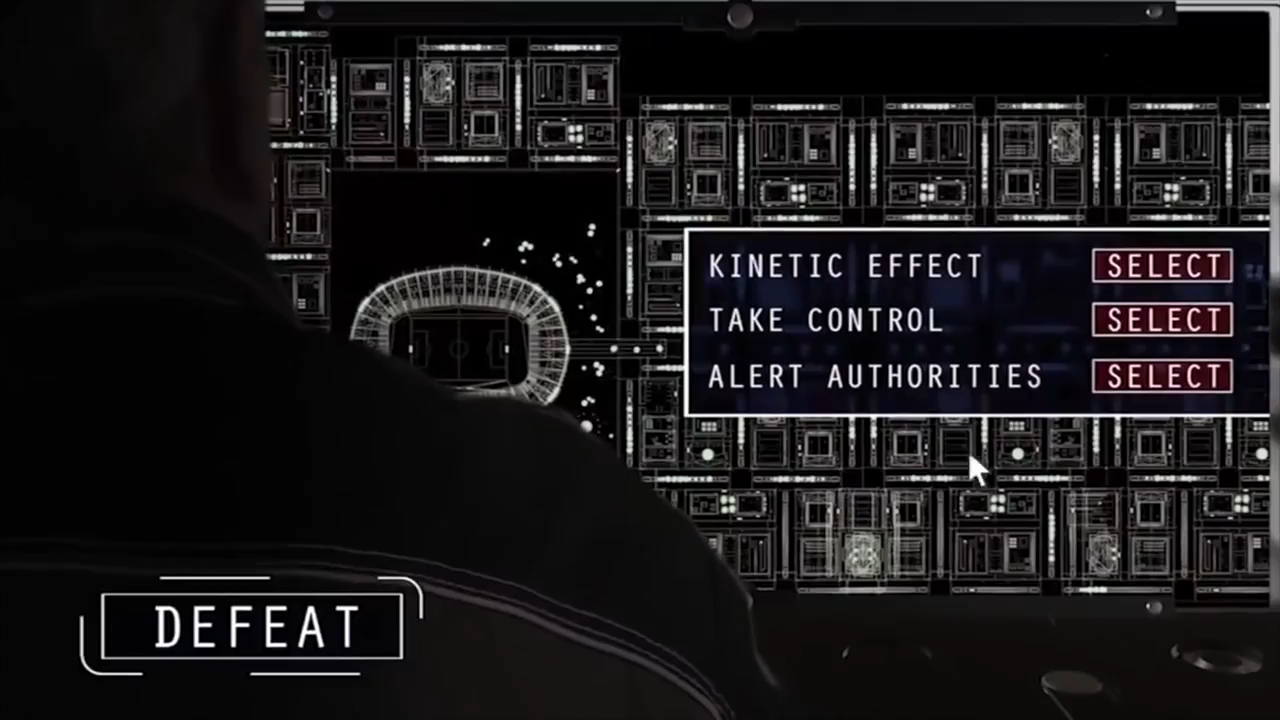 KINETIC EFFECT SELECT
TAKE CONTROL SELECT
ALERT AUTHORITIES SELECT
DEFEAT